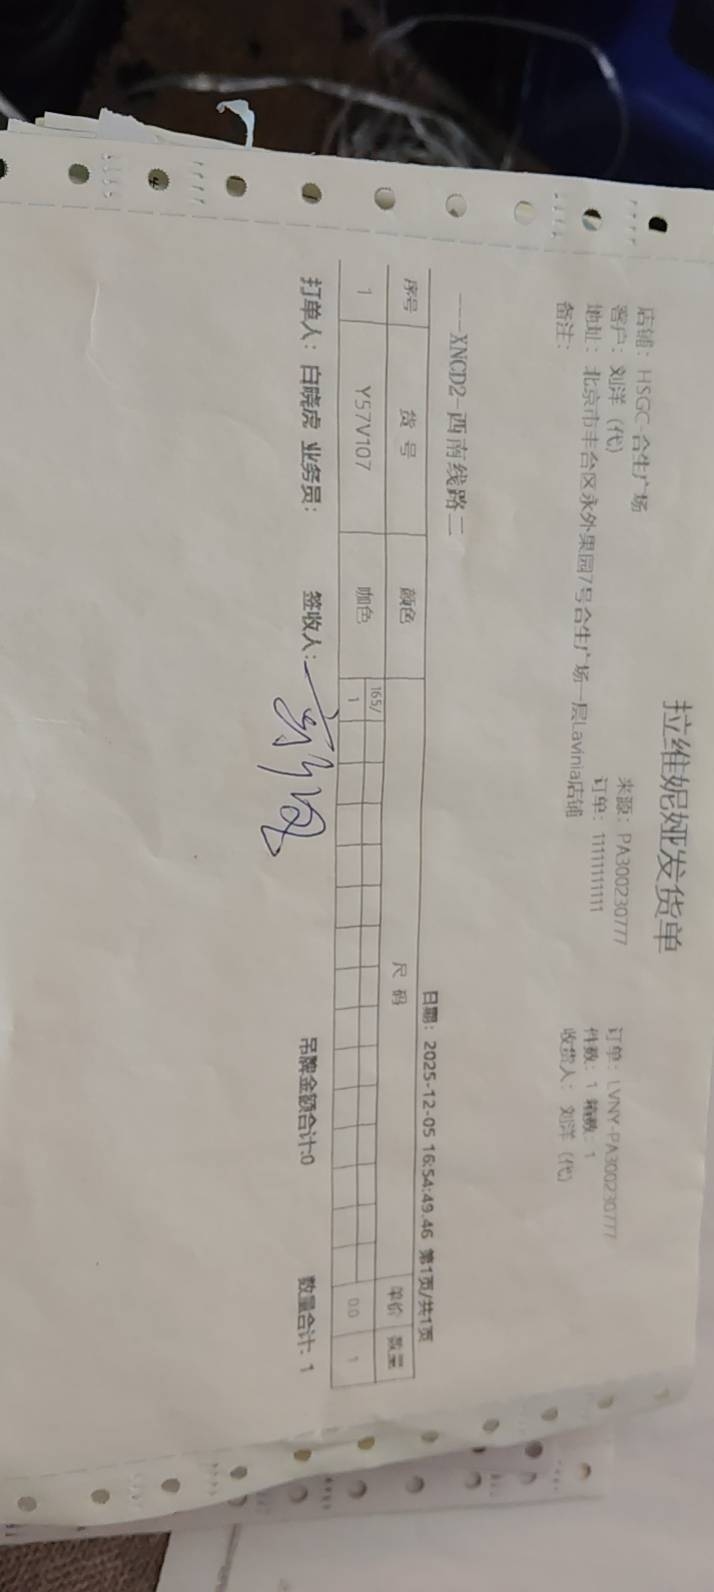 拉维妮娅发货单
店铺：HSGC-合生广场 来源：PA300230777 订单：LVNY-PA300230777
客户：刘洋（代） 订单：11111111111 件数：1 箱数：1
地址：北京市丰台区永外果园7号合生广场一层Lavinia店铺 收货人：刘洋（代）
备注：
----XNCD2-西南线路二 日期：2025-12-05 16:54:49.46 第1页/共1页
序号 货号 颜色 尺码 单价 数量
165/
1 Y57V107 咖色 1 0.0 1
打单人：白晓虎 业务员： 签收人： 吊牌金额合计:0 数量合计: 1